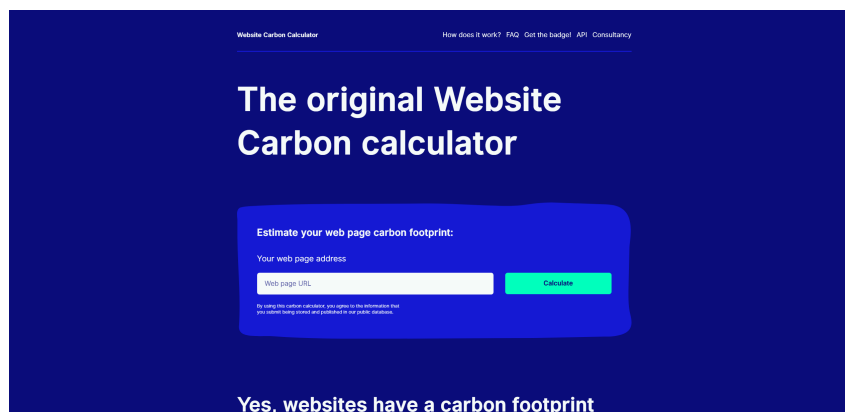 Website Carbon Calculator
How does it work? FAQ Get the badge! API Consultancy
The original Website
Carbon calculator
Estimate your web page carbon footprint:
Your web page address
Web page URL
Calculate
By using this carbon calculator, you agree to the information that
you submit being stored and published in our public database.
Yes, websites have a carbon footprint